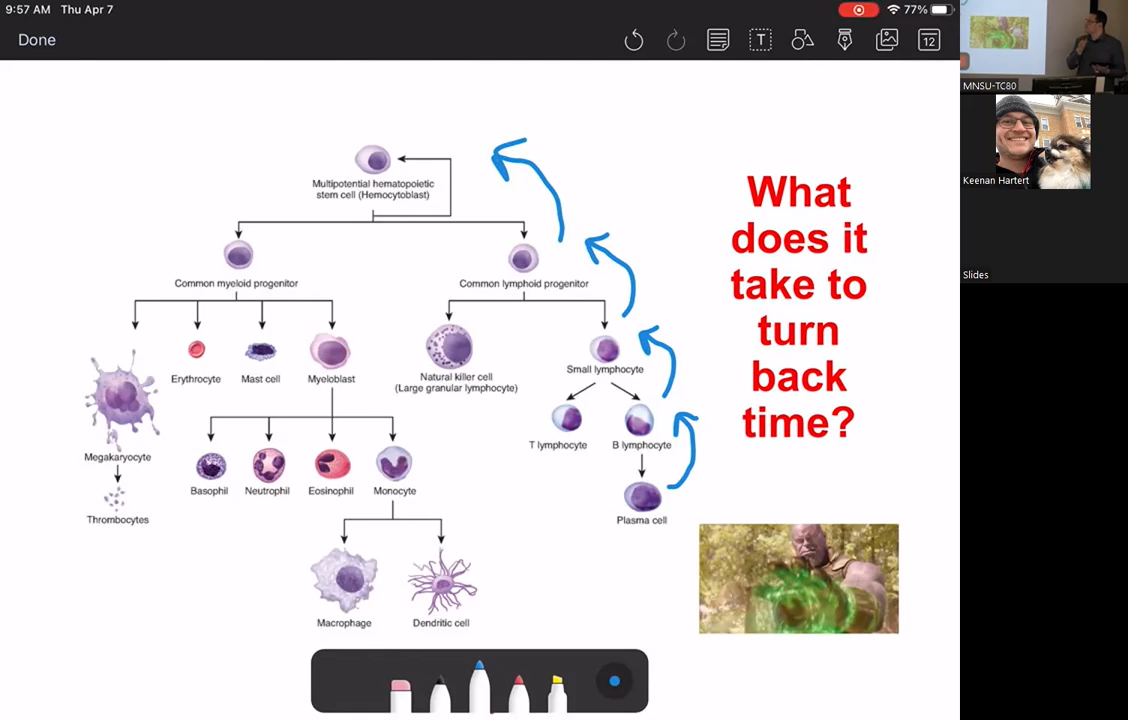 9:57 AM Thu Apr 7
77%
Done
T
12
MNSU-TC80
Keenan Hartert
Slides
Multipotential hematopoietic
stem cell (Hemocytoblast)
Common myeloid progenitor
Common lymphoid progenitor
Erythrocyte
Mast cell
Myeloblast
Natural killer cell
(Large granular lymphocyte)
Small lymphocyte
T lymphocyte
B lymphocyte
Megakaryocyte
Basophil
Neutrophil
Eosinophil
Monocyte
Thrombocytes
Plasma cell
Macrophage
Dendritic cell
What
does it
take to
turn
back
time?